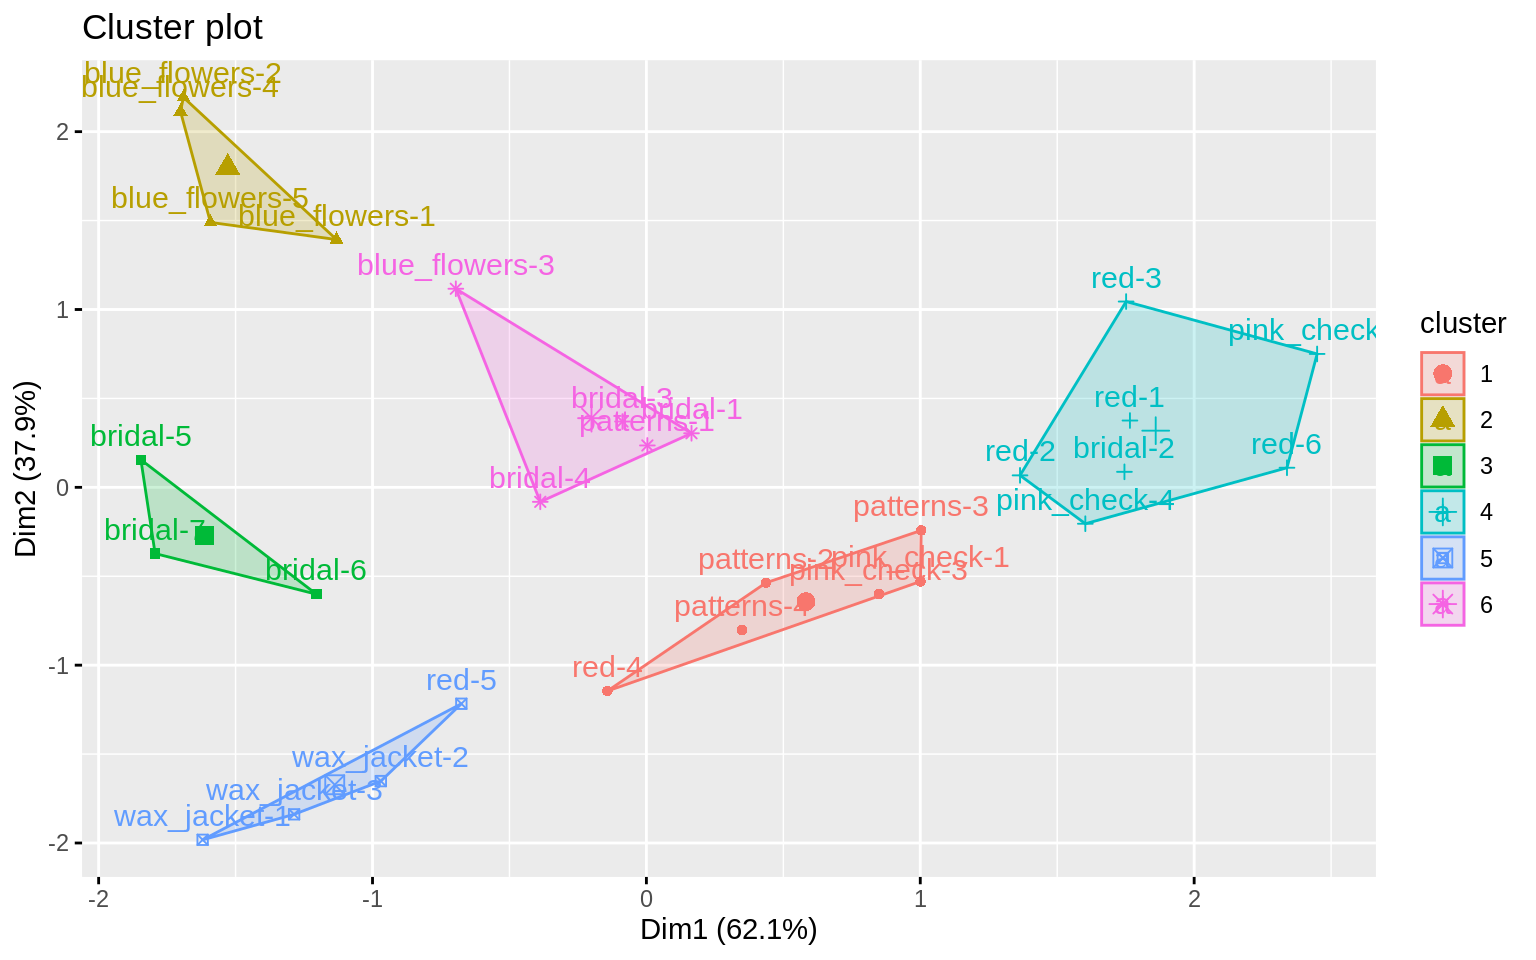 Cluster plot
blue_flowers-2
blue_flowers-4
blue_flowers-5
blue_flowers-1
blue_flowers-3
red-3
pink_check
bridal-3
red-1
bridal-1
patterns-1
bridal-5
red-6
bridal-2
red-2
bridal-4
pink_check-4
patterns-3
bridal-7
pink_check-1
patterns-2
pink_check-3
bridal-6
patterns-4
red-4
red-5
wax_jacket-2
wax_jacket-3
wax_jacket-1
2
1
0
-1
-2
Dim2 (37.9%)
-2 -1 0 1 2
Dim1 (62.1%)
cluster
a 1
a 2
a 3
a 4
a 5
a 6